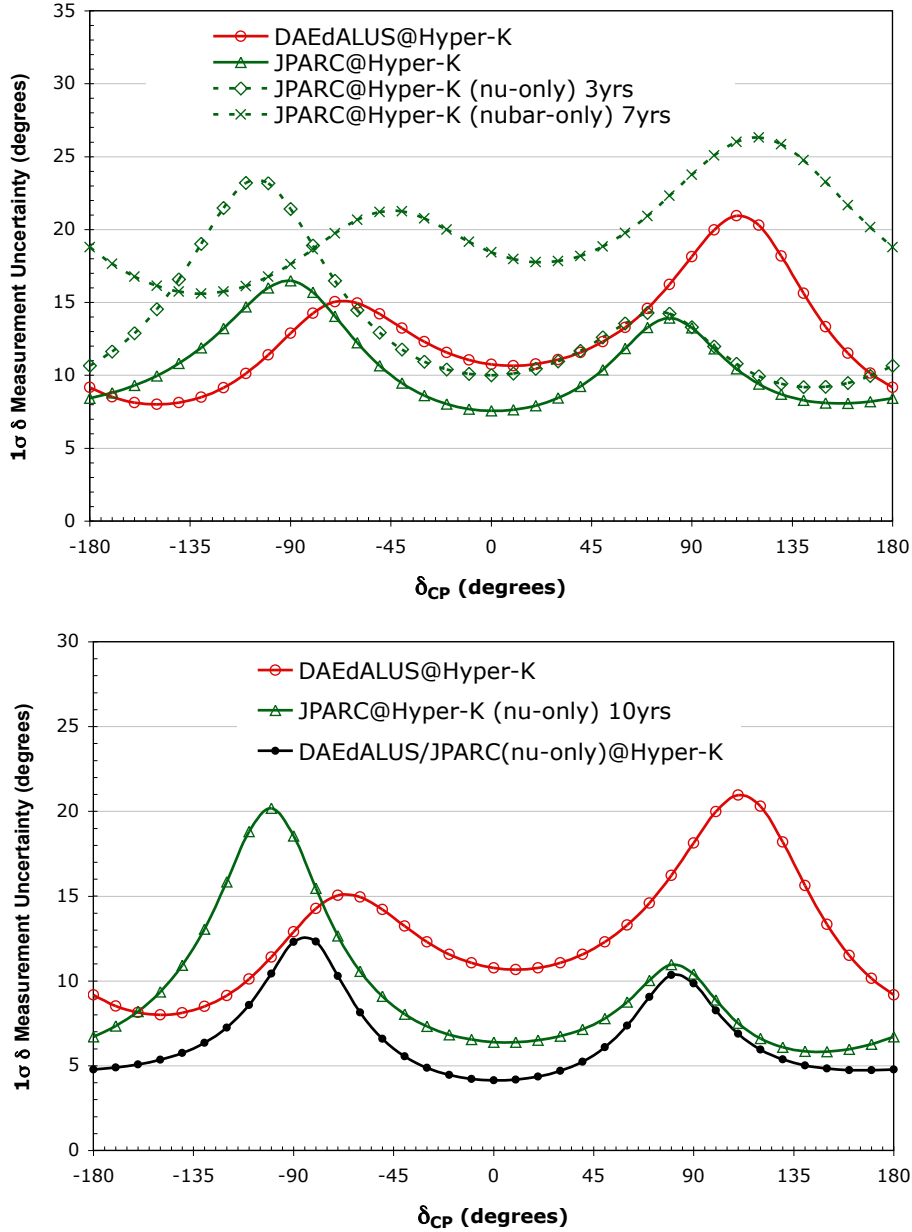 35
30
25
20
15
10
5
0
1σ δ Measurement Uncertainty (degrees)
DAEdALUS@Hyper-K
JPARC@Hyper-K
JPARC@Hyper-K (nu-only) 3yrs
JPARC@Hyper-K (nubar-only) 7yrs
-180 -135 -90 -45 0 45 90 135 180
δCP (degrees)
30
25
20
15
10
5
0
1σ δ Measurement Uncertainty (degrees)
DAEdALUS@Hyper-K
JPARC@Hyper-K (nu-only) 10yrs
DAEdALUS/JPARC(nu-only)@Hyper-K
-180 -135 -90 -45 0 45 90 135 180
δCP (degrees)